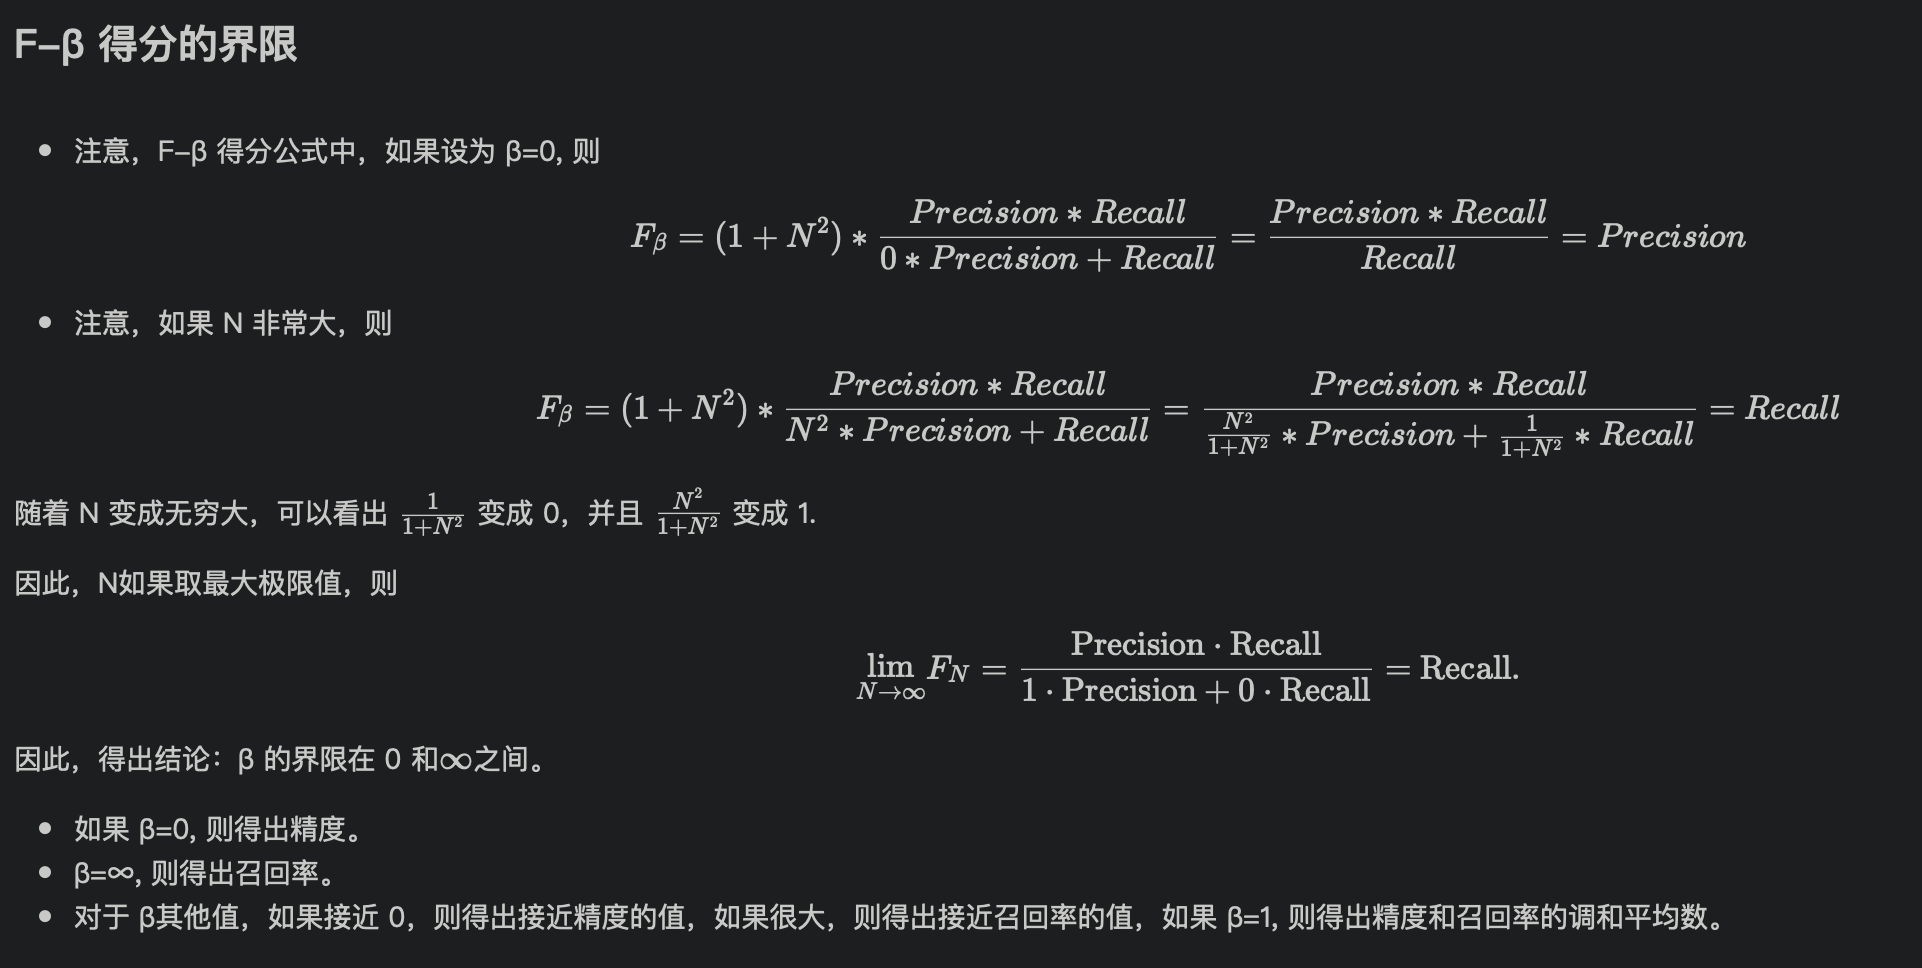 F–β 得分的界限
• 注意，F–β 得分公式中，如果设为 β=0, 则
$F_\beta = (1 + N^2) * \frac{Precision * Recall}{0 * Precision + Recall} = \frac{Precision * Recall}{Recall} = Precision$
• 注意，如果 N 非常大，则
$F_\beta = (1 + N^2) * \frac{Precision * Recall}{N^2 * Precision + Recall} = \frac{Precision * Recall}{\frac{N^2}{1+N^2} * Precision + \frac{1}{1+N^2} * Recall} = Recall$
随着 N 变成无穷大，可以看出 $\frac{1}{1+N^2}$ 变成 0，并且 $\frac{N^2}{1+N^2}$ 变成 1.
因此，N如果取最大极限值，则
$\lim_{N \to \infty} F_N = \frac{\text{Precision} \cdot \text{Recall}}{1 \cdot \text{Precision} + 0 \cdot \text{Recall}} = \text{Recall}.$
因此，得出结论：β 的界限在 0 和∞之间。
• 如果 β=0, 则得出精度。
• β=∞, 则得出召回率。
• 对于 β其他值，如果接近 0，则得出接近精度的值，如果很大，则得出接近召回率的值，如果 β=1, 则得出精度和召回率的调和平均数。